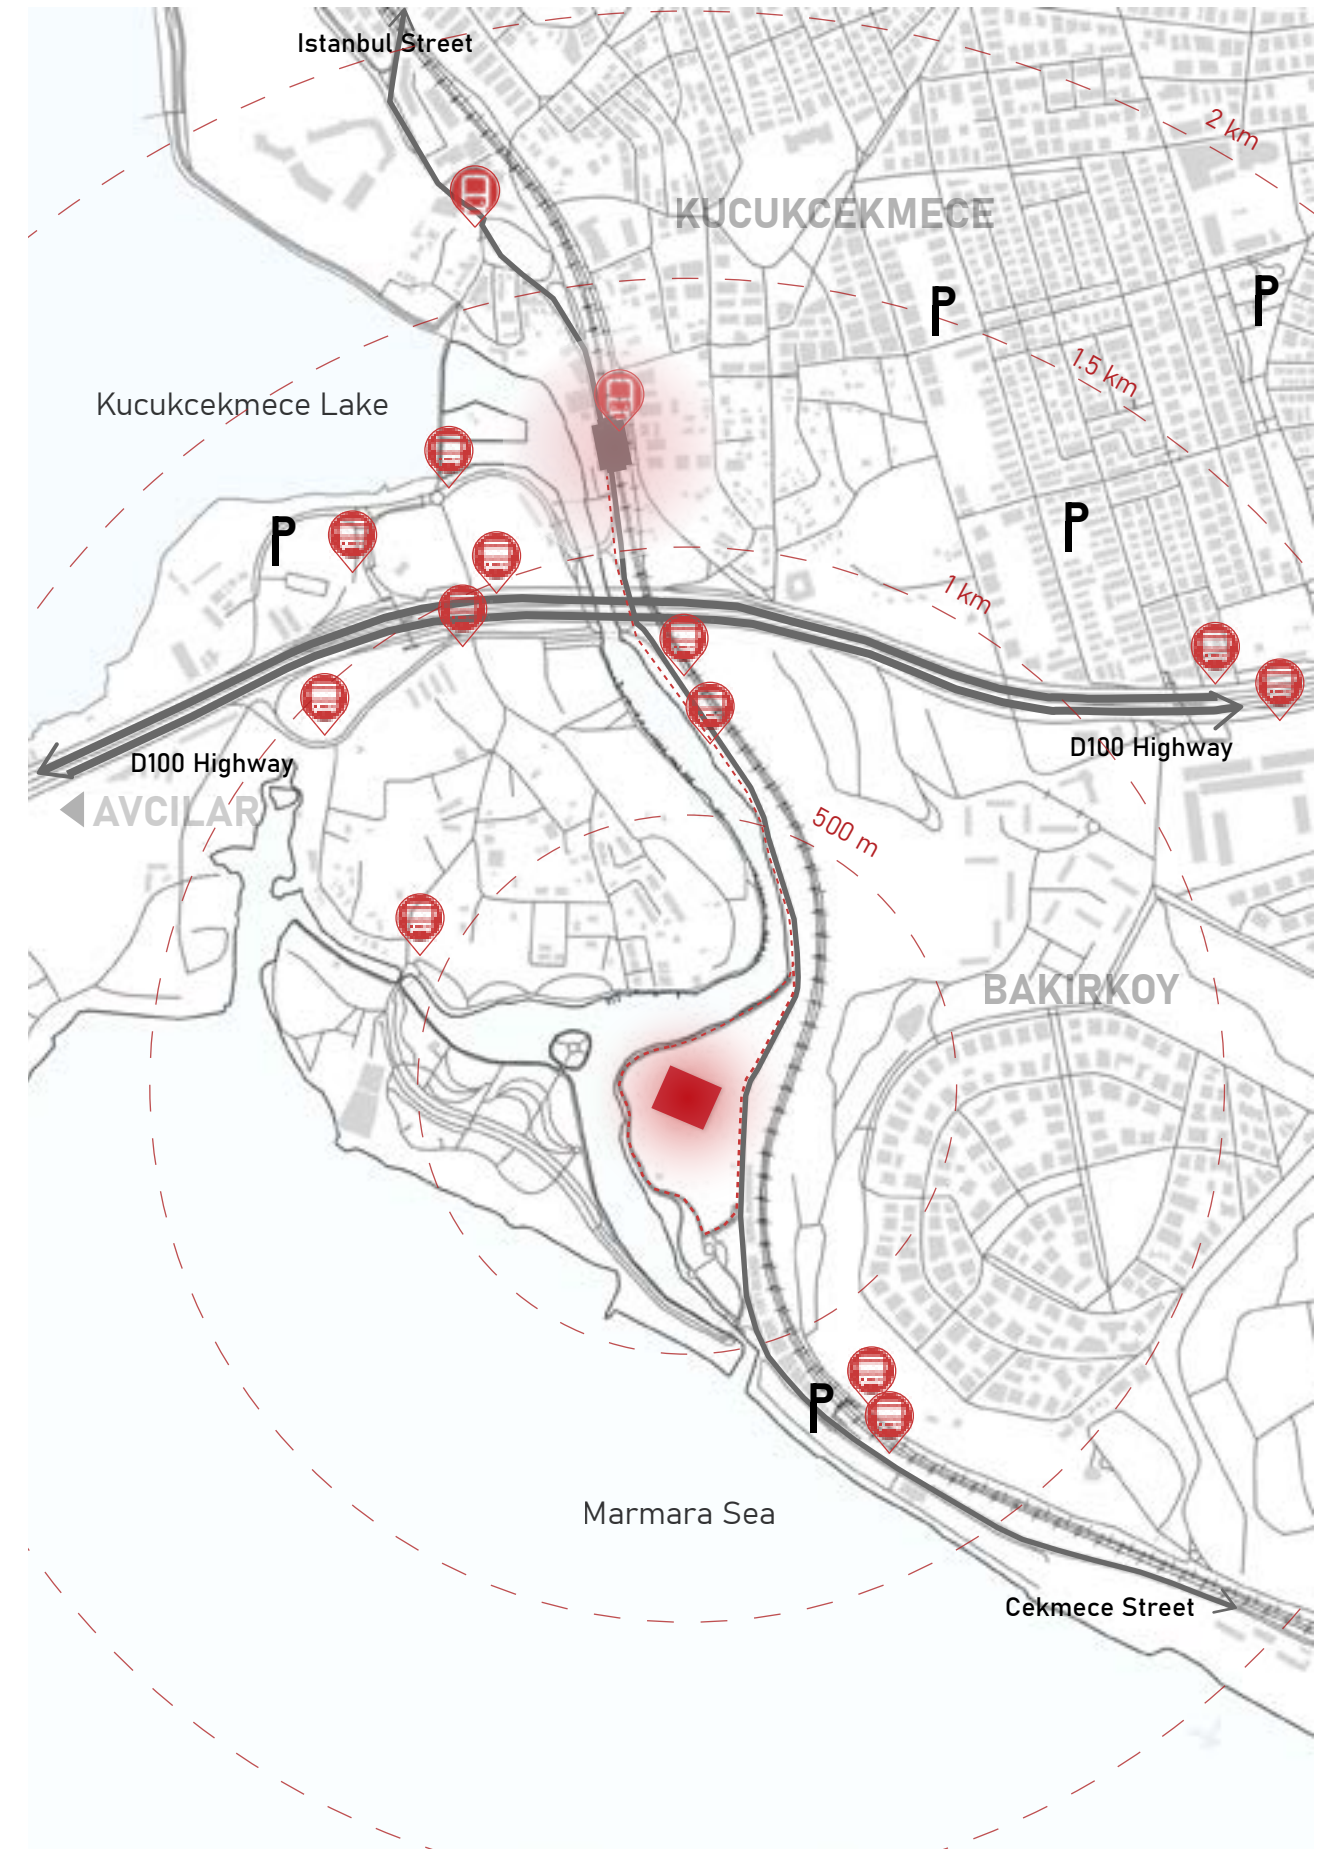 Istanbul Street
2 km
KUCUKCEKMECE
P
P
1.5 km
Kucukcekmece Lake
P
P
1 km
D100 Highway
D100 Highway
AVCILAR
500 m
BAKIRKOY
P
Marmara Sea
Cekmece Street